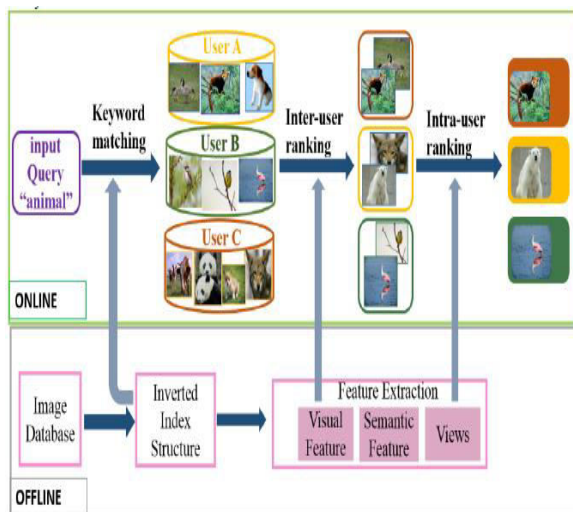 User A
Keyword
matching
Inter-user
ranking
Intra-user
ranking
input
Query
“animal”
User B
User C
ONLINE
Image
Database
Inverted
Index
Structure
Feature Extraction
Visual
Feature
Semantic
Feature
Views
OFFLINE